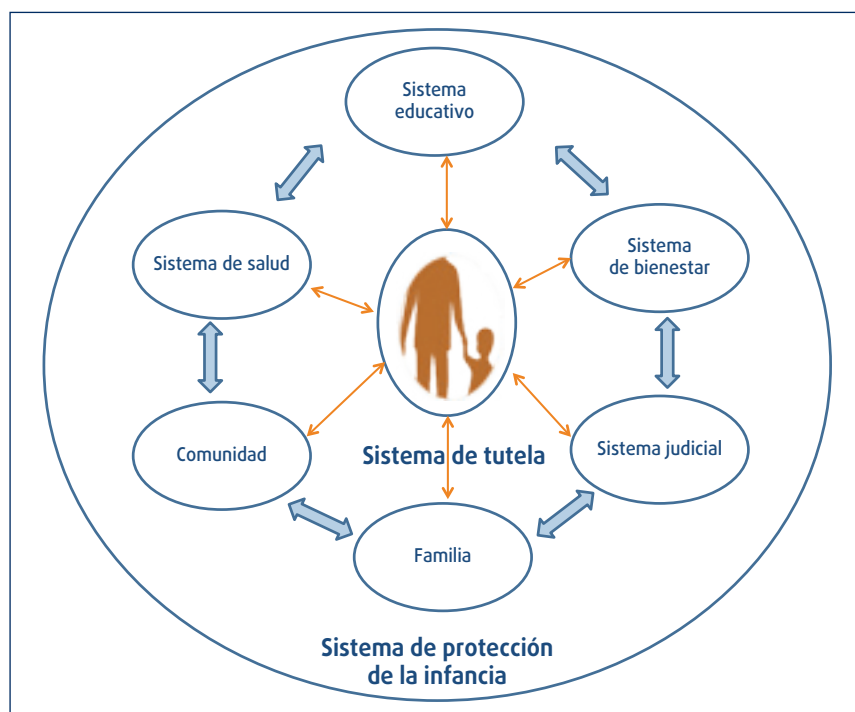 Sistema
educativo
Sistema de salud
Sistema
de bienestar
Comunidad
Sistema de tutela
Sistema judicial
Familia
Sistema de protección
de la infancia